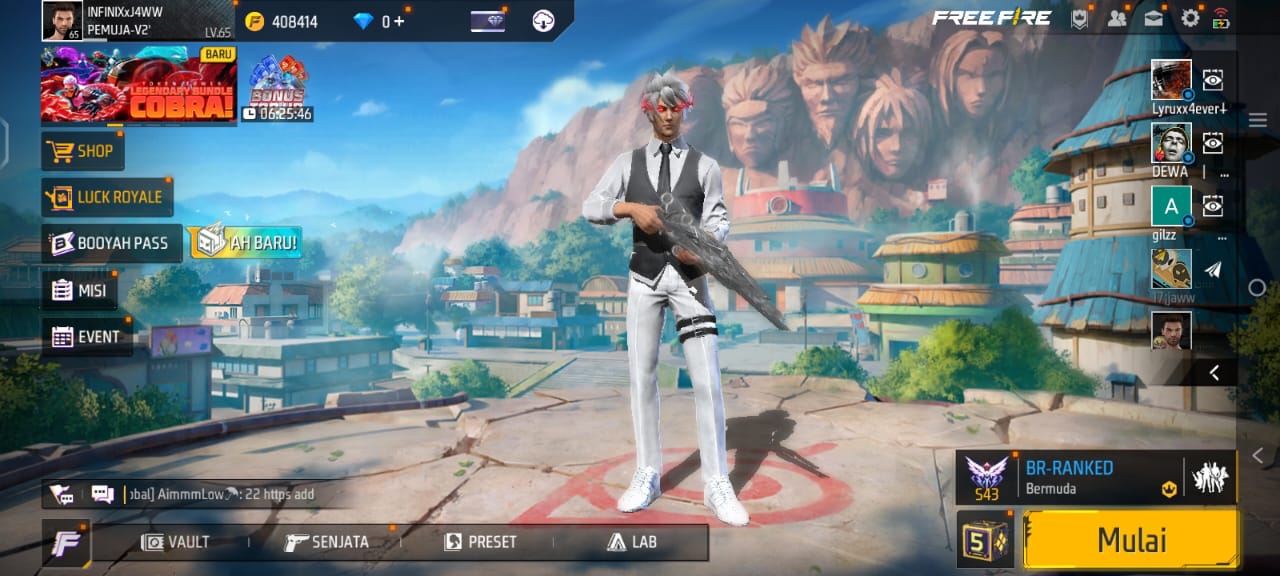 INFINIXxJ4WW
PEMUJA-V2'
65
LV.65
408414
0 +
FREE FIRE
BARU
LEGENDARY BUNDLE
COBRA!
BONUS
06:25:46
SHOP
LUCK ROYALE
BOOYAH PASS
AH BARU!
MISI
EVENT
Lyruxx4ever
DEWA
...
A
gilzz
...
17jjaww
obal] AimmmLow: 22 https add
VAULT
SENJATA
PRESET
LAB
S43
BR-RANKED
Bermuda
5
Mulai